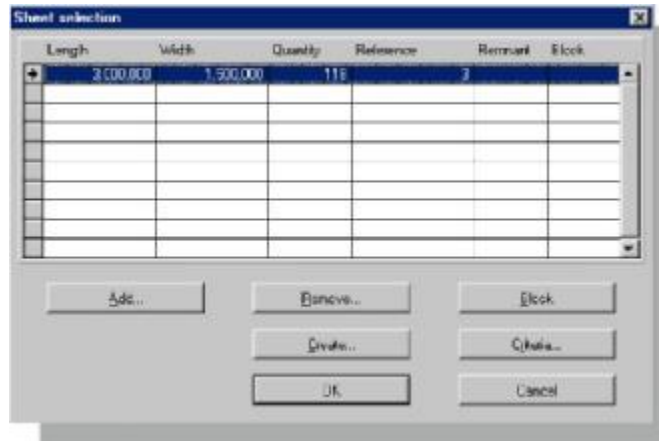 Sheet selection
Length Width Quantity Reference Remnant Block
3 000,000 1 500,000 116 3
Add... Remove... Block
Create... Criteria...
OK Cancel